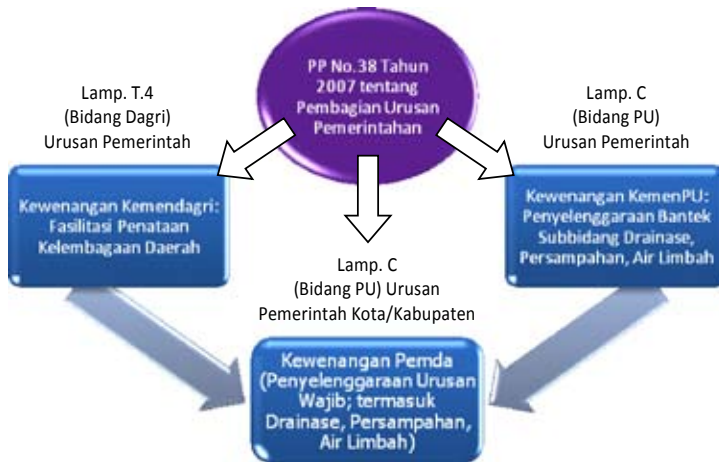 PP No.38 Tahun
2007 tentang
Pembagian Urusan
Pemerintahan
Lamp. T.4
(Bidang Dagri)
Urusan Pemerintah
Lamp. C
(Bidang PU)
Urusan Pemerintah
Kewenangan Kemendagri:
Fasilitasi Penataan
Kelembagaan Daerah
Kewenangan KemenPU:
Penyelenggaraan Bantek
Subbidang Drainase,
Persampahan, Air Limbah
Lamp. C
(Bidang PU) Urusan
Pemerintah Kota/Kabupaten
Kewenangan Pemda
(Penyelenggaraan Urusan
Wajib; termasuk
Drainase, Persampahan,
Air Limbah)